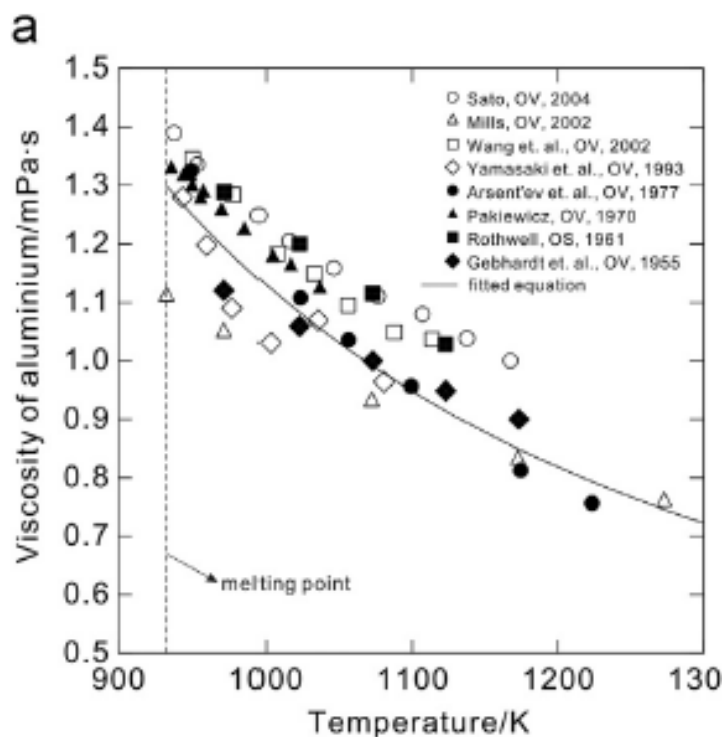 a
1.5
1.4
1.3
1.2
1.1
1.0
0.9
0.8
0.7
0.6
0.5
Viscosity of aluminium/mPa·s
Sato, OV, 2004
Mills, OV, 2002
Wang et. al., OV, 2002
Yamasaki et. al., OV, 1993
Arsent'ev et. al., OV, 1977
Pakiewicz, OV, 1970
Rothwell, OS, 1961
Gebhardt et. al., OV, 1955
fitted equation
melting point
900 1000 1100 1200 130
Temperature/K